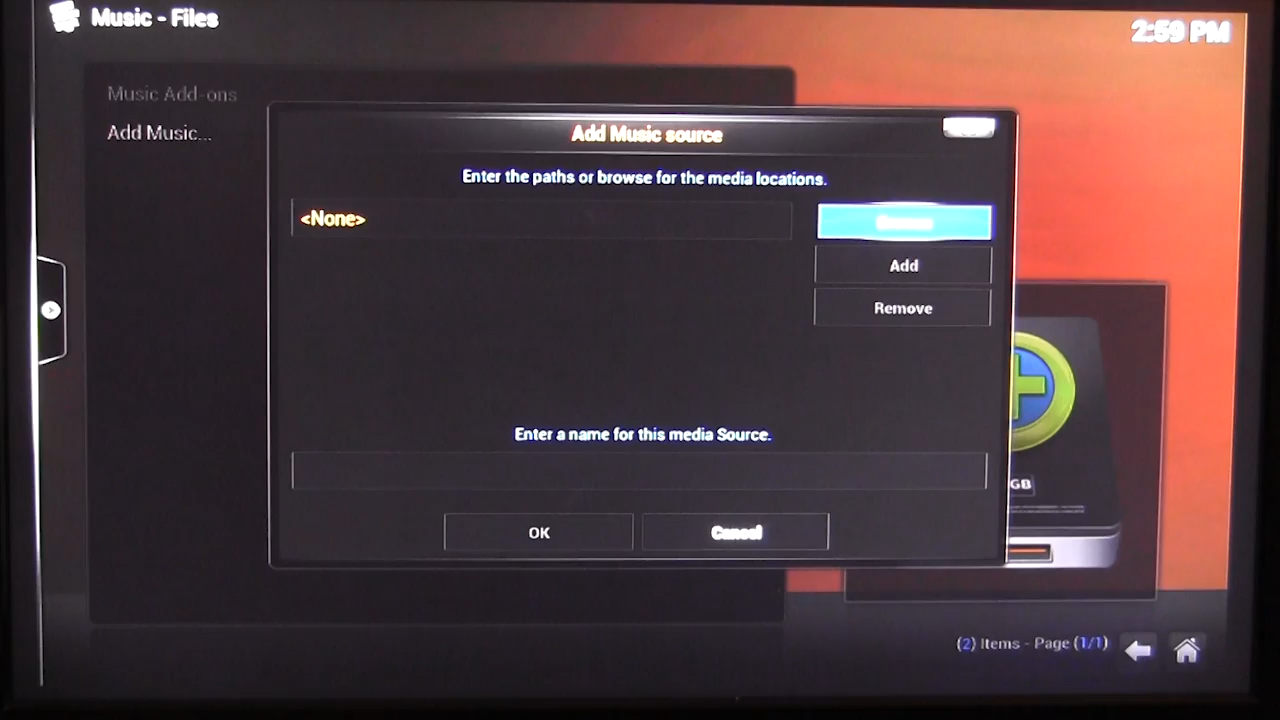 Music - Files
2:59 PM
Music Add-ons
Add Music...
Add Music source
Enter the paths or browse for the media locations.
<None>
Add
Remove
GB
Enter a name for this media Source.
OK
Cancel
(2) Items - Page (1/1)